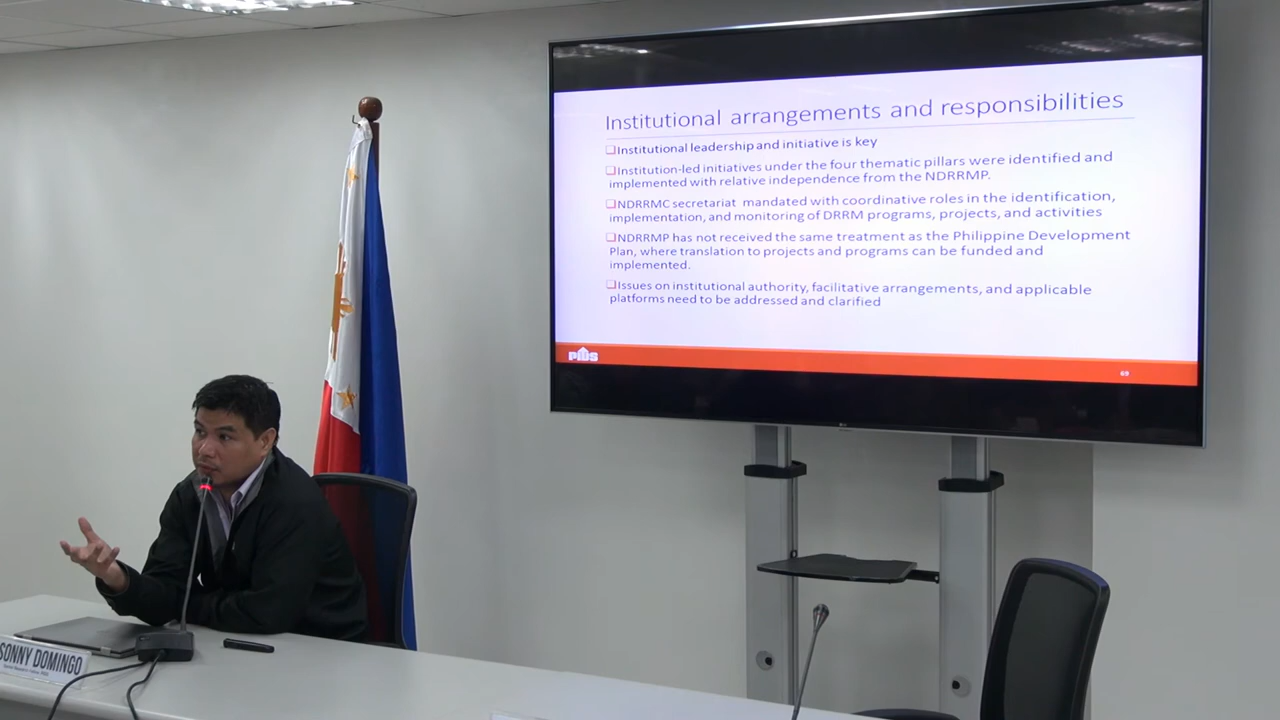 Institutional arrangements and responsibilities
Institutional leadership and initiative is key
Institution-led initiatives under the four thematic pillars were identified and
implemented with relative independence from the NDRRMP.
NDRRMC secretariat mandated with coordinative roles in the identification,
implementation, and monitoring of DRRM programs, projects, and activities
NDRRMP has not received the same treatment as the Philippine Development
Plan, where translation to projects and programs can be funded and
implemented.
Issues on institutional authority, facilitative arrangements, and applicable
platforms need to be addressed and clarified
PIDS
69
LG
SONNY DOMINGO